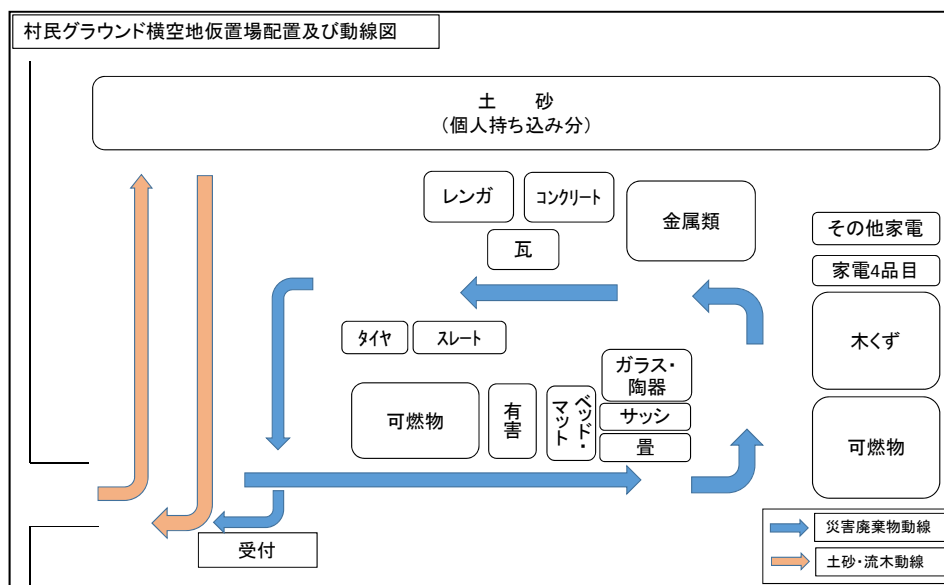 村民グラウンド横空地仮置場配置及び動線図
土　　砂
（個人持ち込み分）
レンガ
コンクリート
金属類
瓦
その他家電
家電4品目
木くず
可燃物
タイヤ
スレート
可燃物
有害
ベッド・
マット
ガラス・
陶器
サッシ
畳
受付
災害廃棄物動線
土砂・流木動線